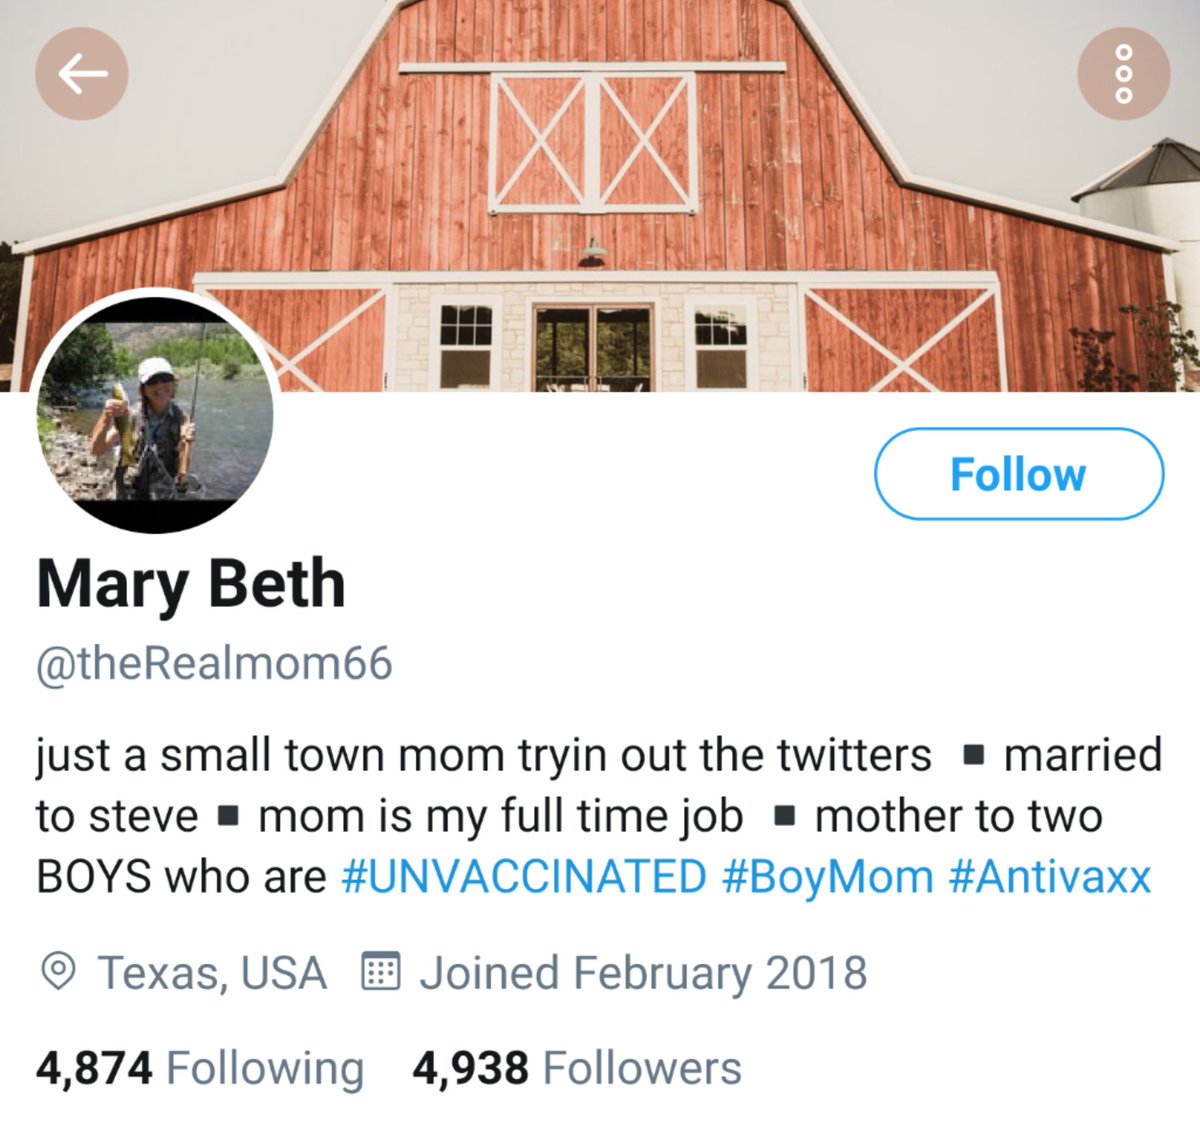 Follow
Mary Beth
@theRealmom66
just a small town mom tryin out the twitters ▪ married
to steve ▪ mom is my full time job ▪ mother to two
BOYS who are #UNVACCINATED #BoyMom #Antivaxx
Texas, USA Joined February 2018
4,874 Following 4,938 Followers